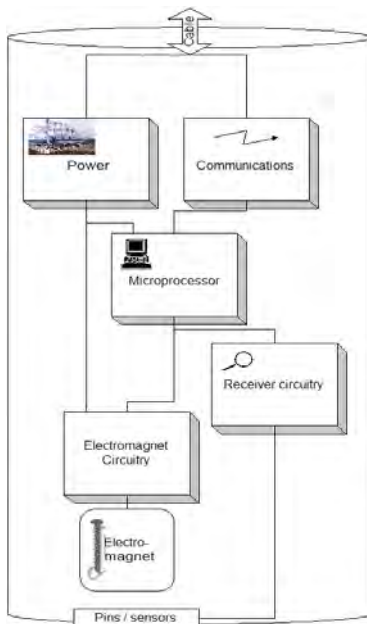 Cable
Power
Communications
Microprocessor
Receiver circuitry
Electromagnet
Circuitry
Electro-
magnet
Pins / sensors